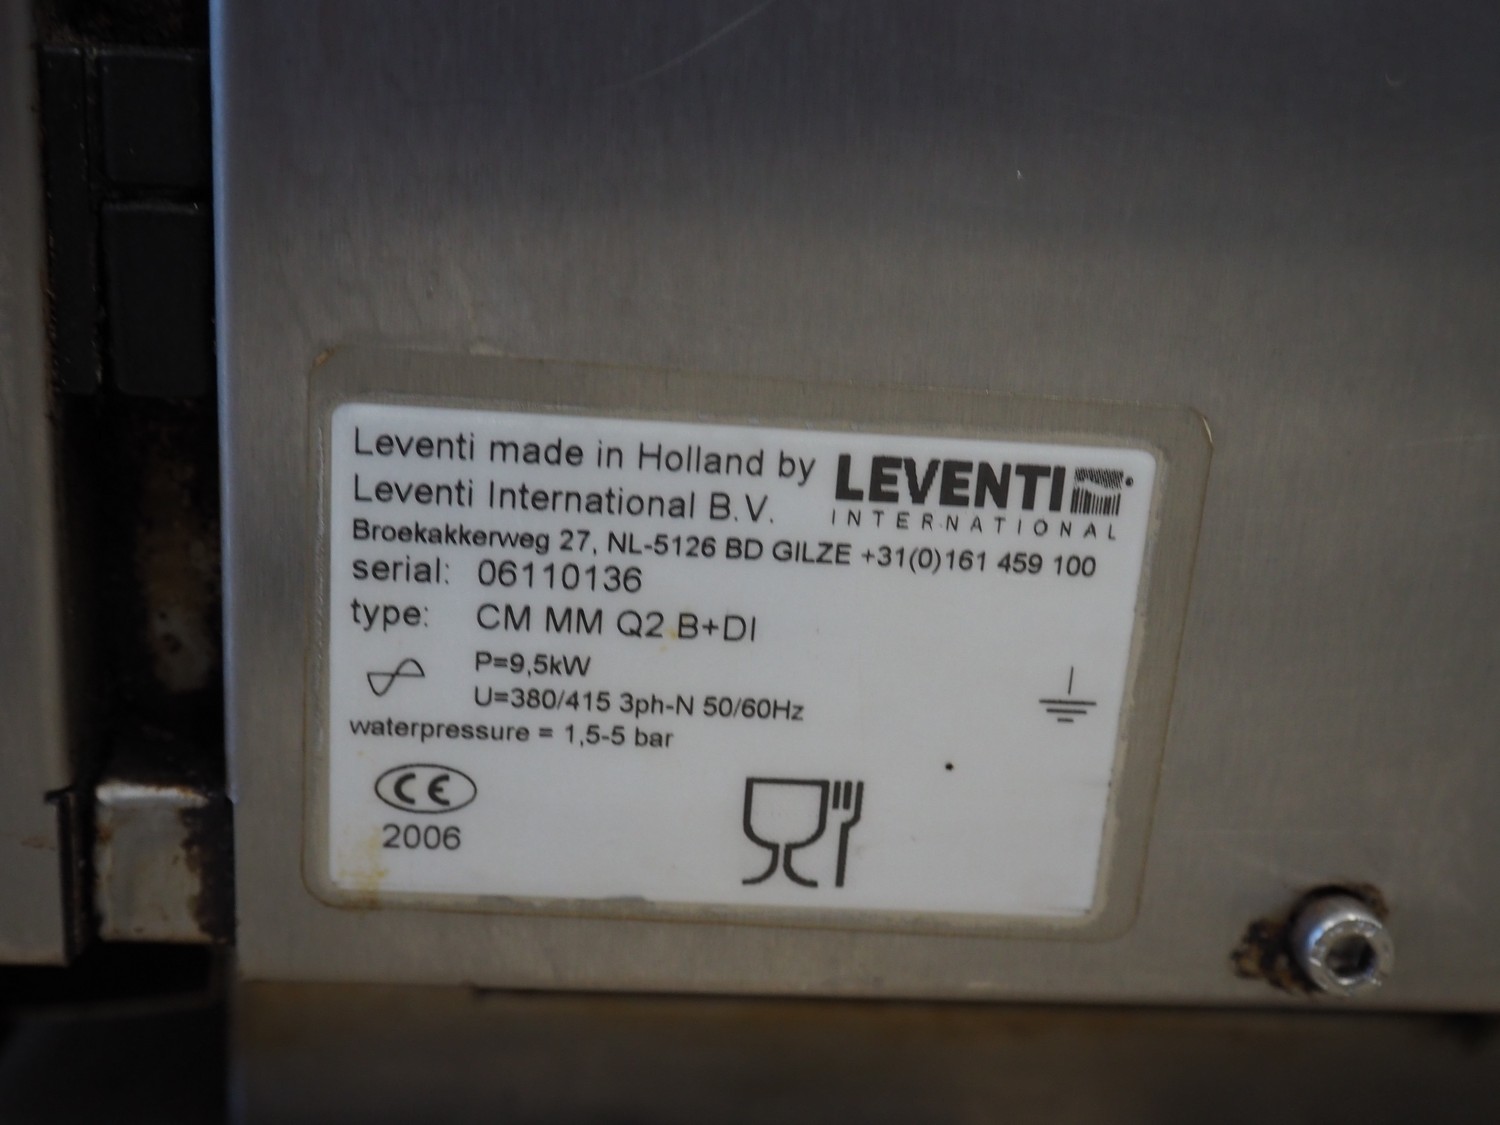 Leventi made in Holland by
Leventi International B.V.
LEVENTI
INTERNATIONAL
Broekakkerweg 27, NL-5126 BD GILZE +31(0)161 459 100
serial: 06110136
type: CM MM Q2 B+DI
P=9,5kW
U=380/415 3ph-N 50/60Hz
waterpressure = 1,5-5 bar
CE
2006